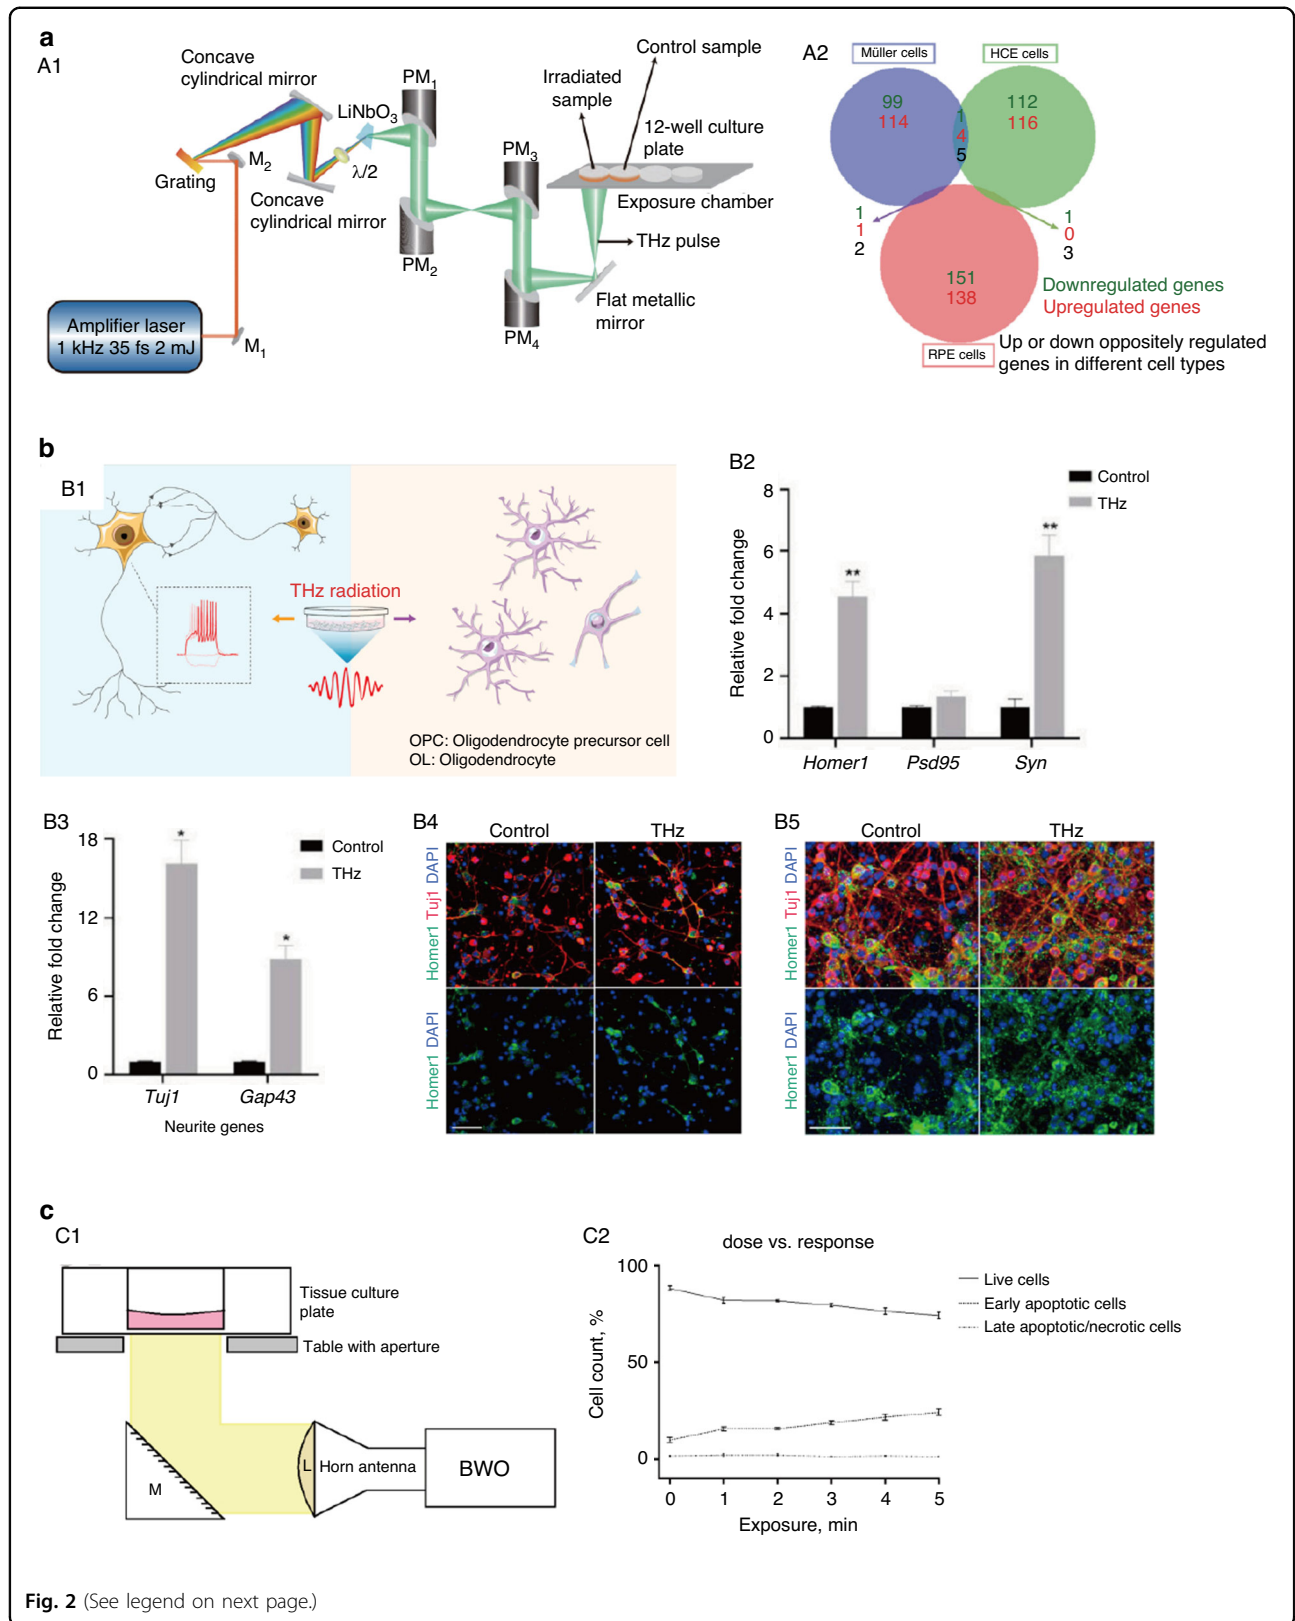 a
A1
Concave
cylindrical mirror
LiNbO3
PM1
Irradiated
sample
Control sample
12-well culture
plate
M2
Grating
λ/2
Concave
cylindrical mirror
PM3
Exposure chamber
PM2
THz pulse
Flat metallic
mirror
Amplifier laser
1 kHz 35 fs 2 mJ
M1
PM4
A2
Müller cells
HCE cells
99
114
1
4
5
112
116
1
1
2
1
0
3
151
138
Downregulated genes
Upregulated genes
RPE cells
Up or down oppositely regulated
genes in different cell types
b
B1
THz radiation
OPC: Oligodendrocyte precursor cell
OL: Oligodendrocyte
B2
Control
THz
Relative fold change
8
6
4
2
0
**
**
Homer1 Psd95 Syn
B3
Control
THz
Relative fold change
18
12
6
0
*
*
Tuj1 Gap43
Neurite genes
B4
Control THz
Homer1 Tuj1 DAPI
Homer1 DAPI
B5
Control THz
Homer1 Tuj1 DAPI
Homer1 DAPI
c
C1
Tissue culture
plate
Table with aperture
M
L
Horn antenna
BWO
C2
dose vs. response
Cell count, %
100
50
0
Live cells
Early apoptotic cells
Late apoptotic/necrotic cells
0 1 2 3 4 5
Exposure, min
Fig. 2 (See legend on next page.)